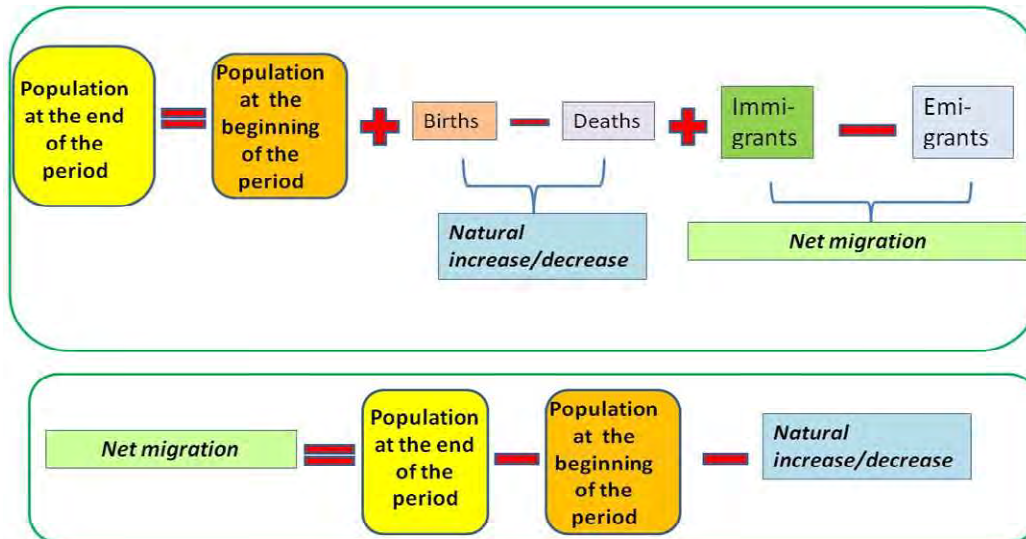 Population
at the end
of the
period
Population
at the
beginning
of the
period
Births
Deaths
Immi-
grants
Emi-
grants
Natural
increase/decrease
Net migration
Net migration
Population
at the end
of the
period
Population
at the
beginning
of the
period
Natural
increase/decrease